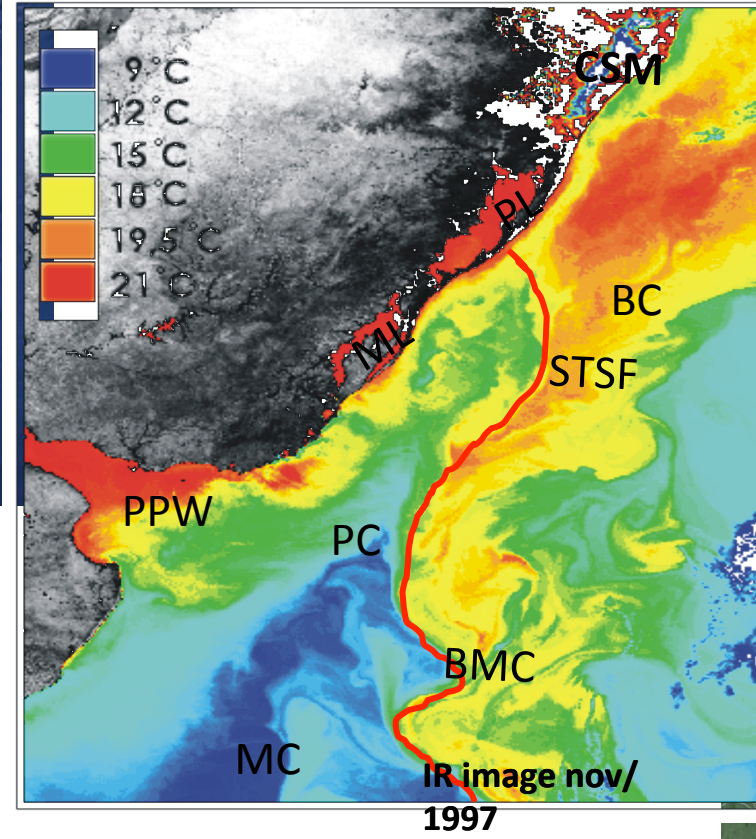 9°C
12°C
15°C
18°C
19.5°C
21°C
CSM
PL
BC
ML
STSF
PPW
PC
BMC
MC
IR image nov/
1997